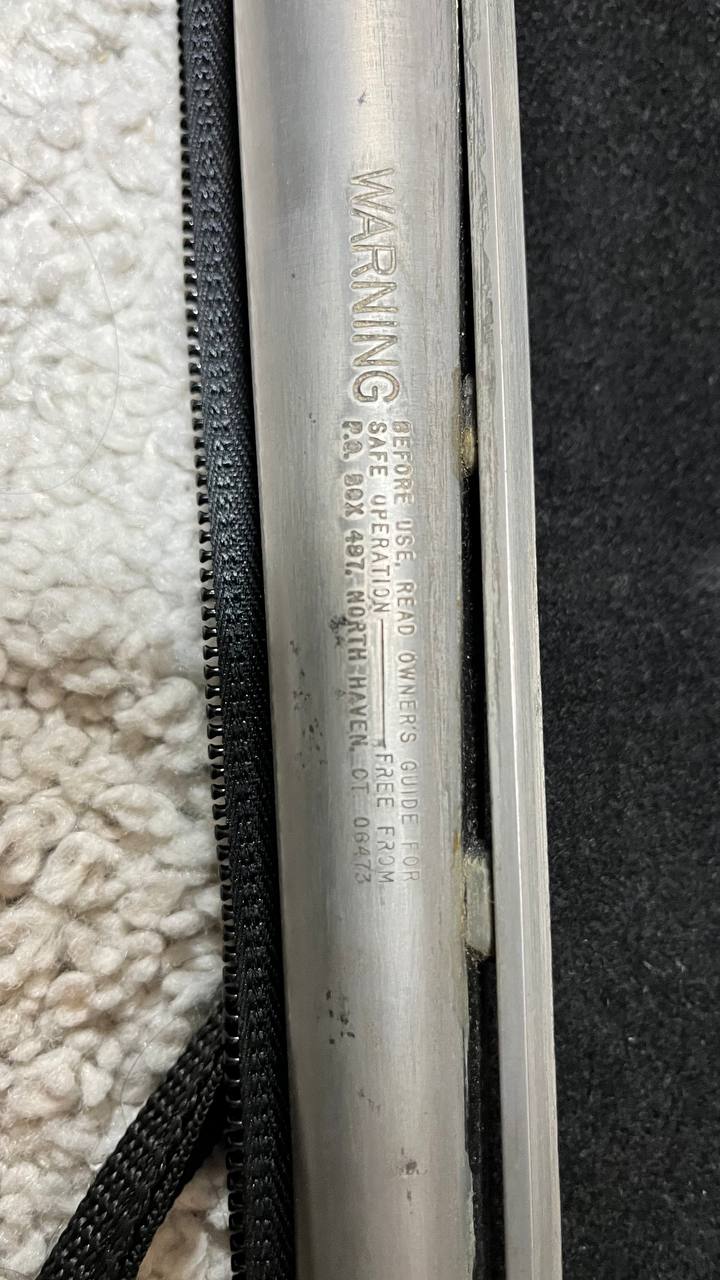 WARNING
BEFORE USE, READ OWNER'S GUIDE FOR
SAFE OPERATION —— FREE FROM
P.O. BOX 497, NORTH HAVEN, CT 06473